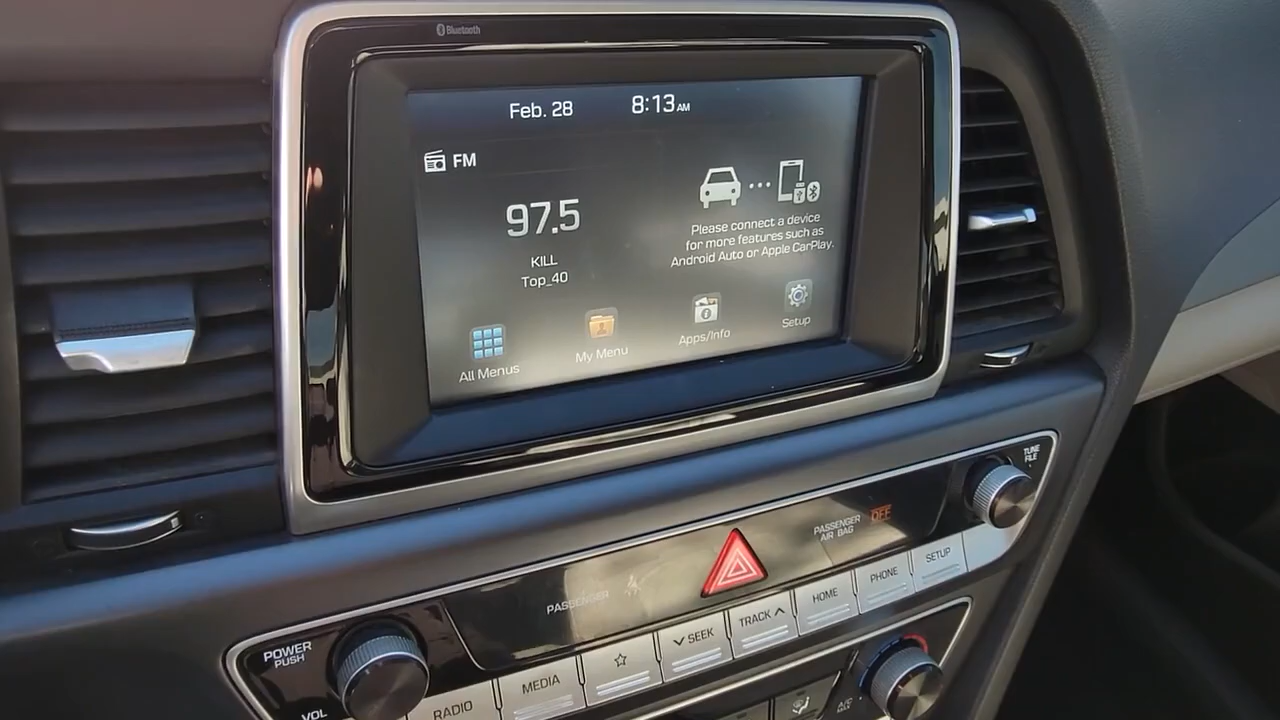 Bluetooth
Feb. 28
8:13 AM
FM
97.5
KILL
Top_40
Please connect a device
for more features such as
Android Auto or Apple CarPlay.
All Menus
My Menu
Apps/Info
Setup
TUNE
FILE
PASSENGER
AIR BAG
OFF
PASSENGER
POWER
PUSH
VOL
RADIO
MEDIA
SEEK
TRACK
HOME
PHONE
SETUP
A/C
MAX